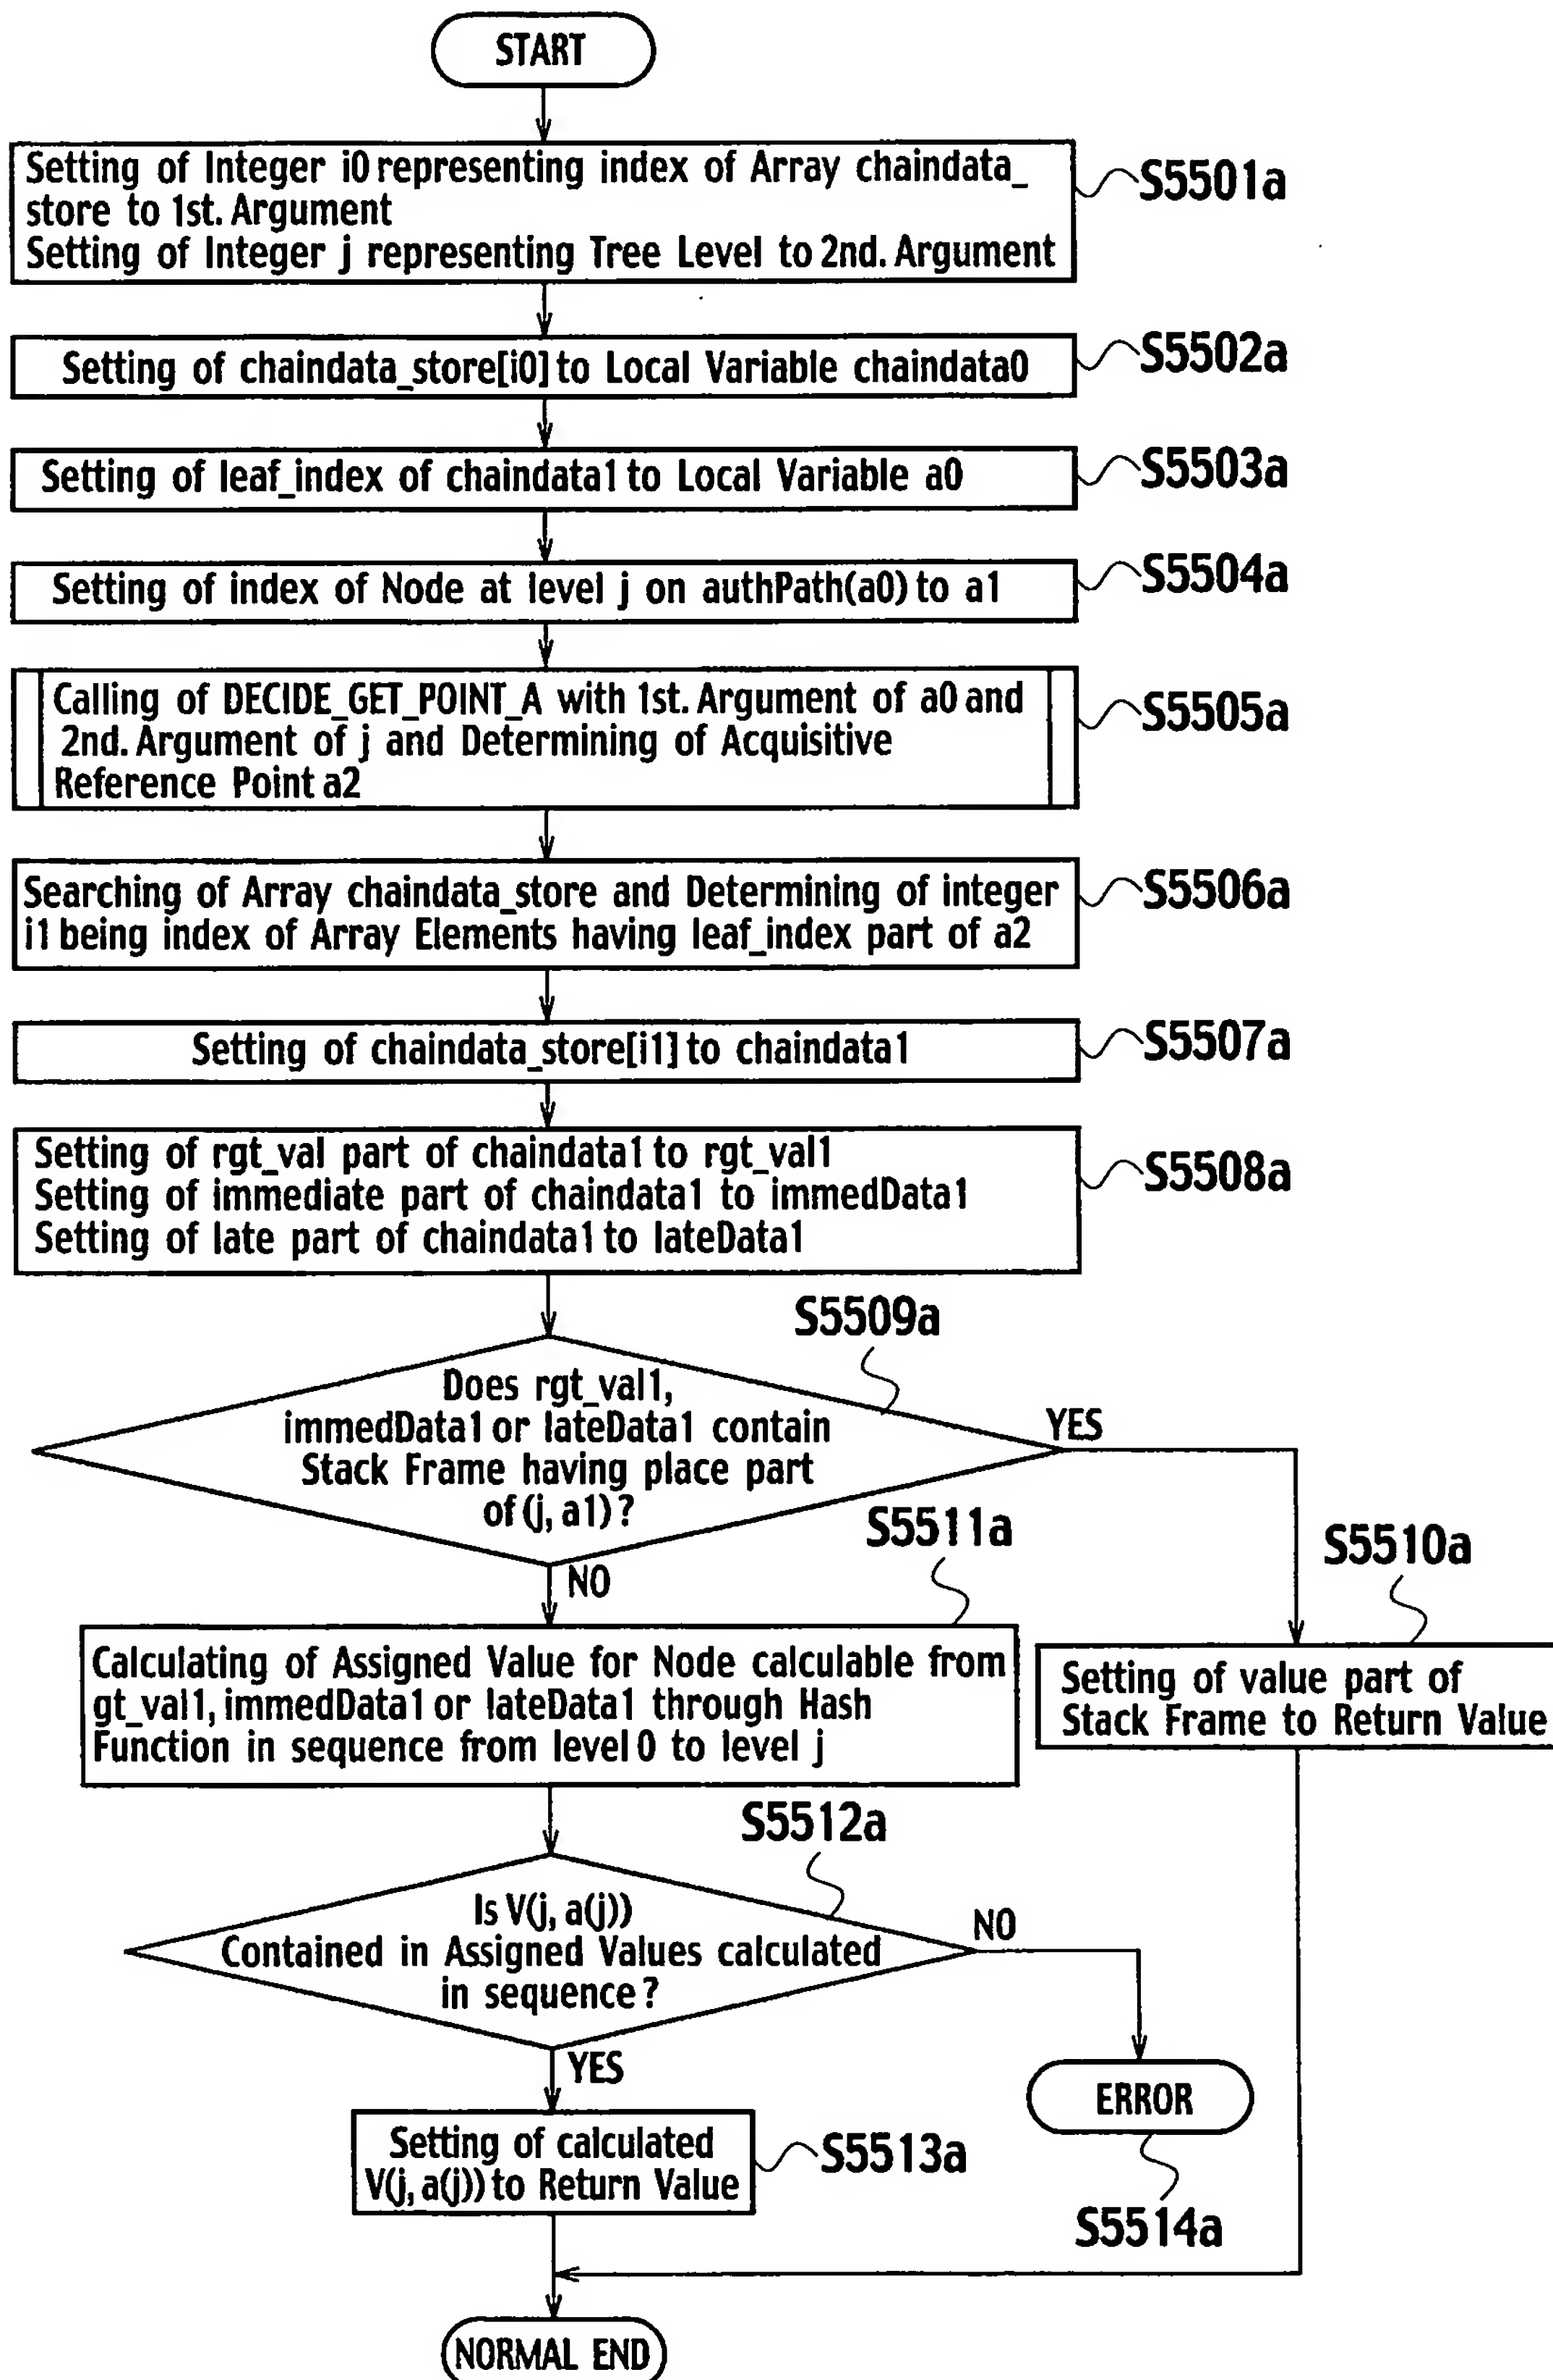 START
Setting of Integer i0 representing index of Array chaindata_
store to 1st. Argument
Setting of Integer j representing Tree Level to 2nd. Argument
S5501a
Setting of chaindata_store[i0] to Local Variable chaindata0
S5502a
Setting of leaf_index of chaindata1 to Local Variable a0
S5503a
Setting of index of Node at level j on authPath(a0) to a1
S5504a
Calling of DECIDE_GET_POINT_A with 1st. Argument of a0 and
2nd. Argument of j and Determining of Acquisitive
Reference Point a2
S5505a
Searching of Array chaindata_store and Determining of integer
i1 being index of Array Elements having leaf_index part of a2
S5506a
Setting of chaindata_store[i1] to chaindata1
S5507a
Setting of rgt_val part of chaindata1 to rgt_val1
Setting of immediate part of chaindata1 to immedData1
Setting of late part of chaindata1 to lateData1
S5508a
S5509a
Does rgt_val1,
immedData1 or lateData1 contain
Stack Frame having place part
of (j, a1) ?
YES
NO
S5511a
S5510a
Calculating of Assigned Value for Node calculable from
gt_val1, immedData1 or lateData1 through Hash
Function in sequence from level 0 to level j
Setting of value part of
Stack Frame to Return Value
S5512a
Is V(j, a(j))
Contained in Assigned Values calculated
in sequence ?
NO
YES
ERROR
S5514a
Setting of calculated
V(j, a(j)) to Return Value
S5513a
NORMAL END